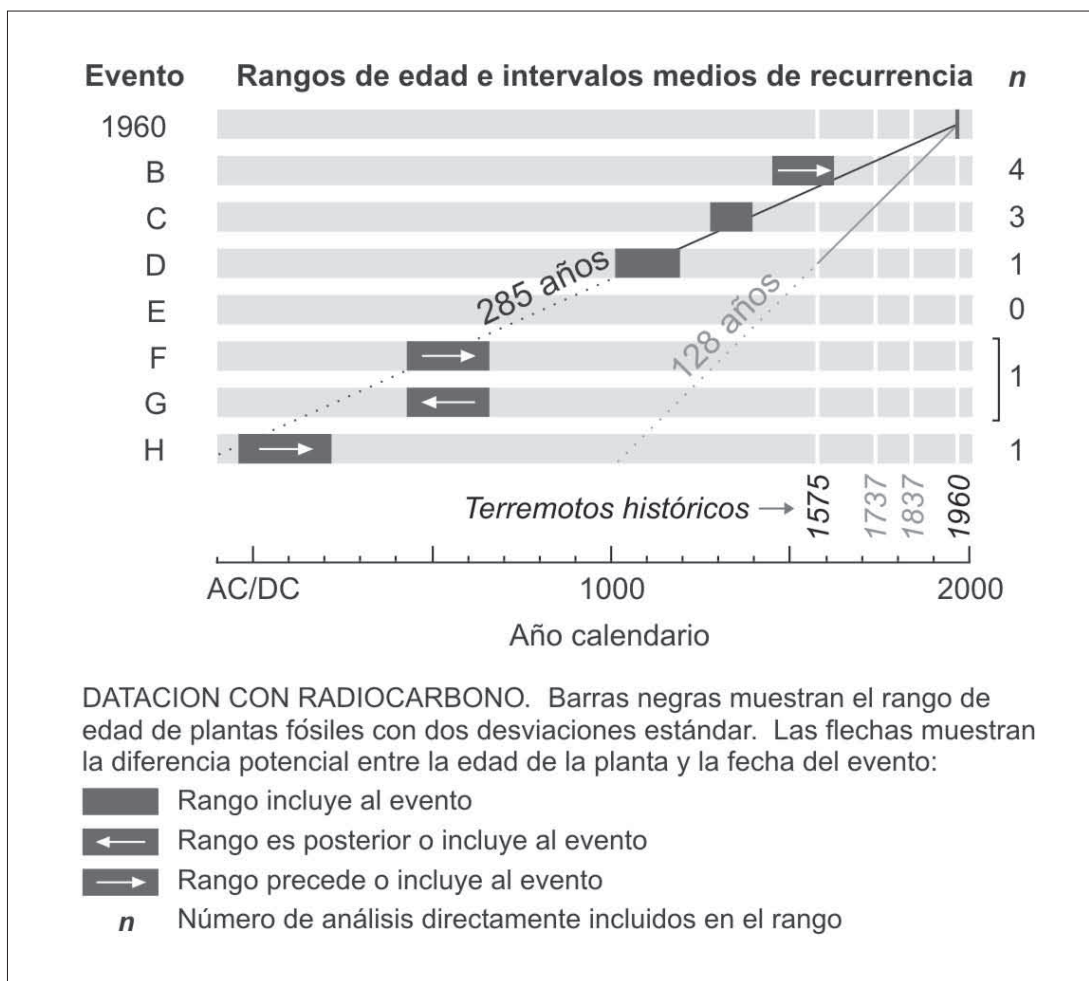 Evento Rangos de edad e intervalos medios de recurrencia n
1960
B 4
C 3
D 1
285 años
E 0
128 años
F
1
G
H 1
Terremotos históricos → 1575 1737 1837 1960
AC/DC 1000 2000
Año calendario
DATACION CON RADIOCARBONO. Barras negras muestran el rango de
edad de plantas fósiles con dos desviaciones estándar. Las flechas muestran
la diferencia potencial entre la edad de la planta y la fecha del evento:
Rango incluye al evento
Rango es posterior o incluye al evento
Rango precede o incluye al evento
n Número de análisis directamente incluidos en el rango